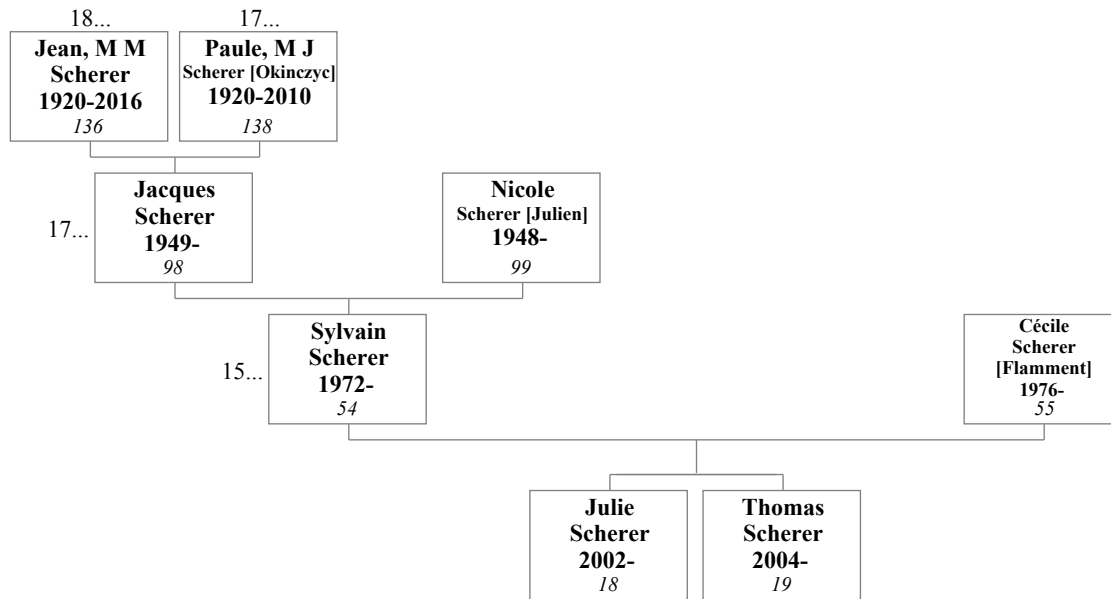 18...
17...
Jean, M M
Scherer
1920-2016
136
Paule, M J
Scherer [Okinczyc]
1920-2010
138
17...
Jacques
Scherer
1949-
98
Nicole
Scherer [Julien]
1948-
99
15...
Sylvain
Scherer
1972-
54
Cécile
Scherer
[Flamment]
1976-
55
Julie
Scherer
2002-
18
Thomas
Scherer
2004-
19